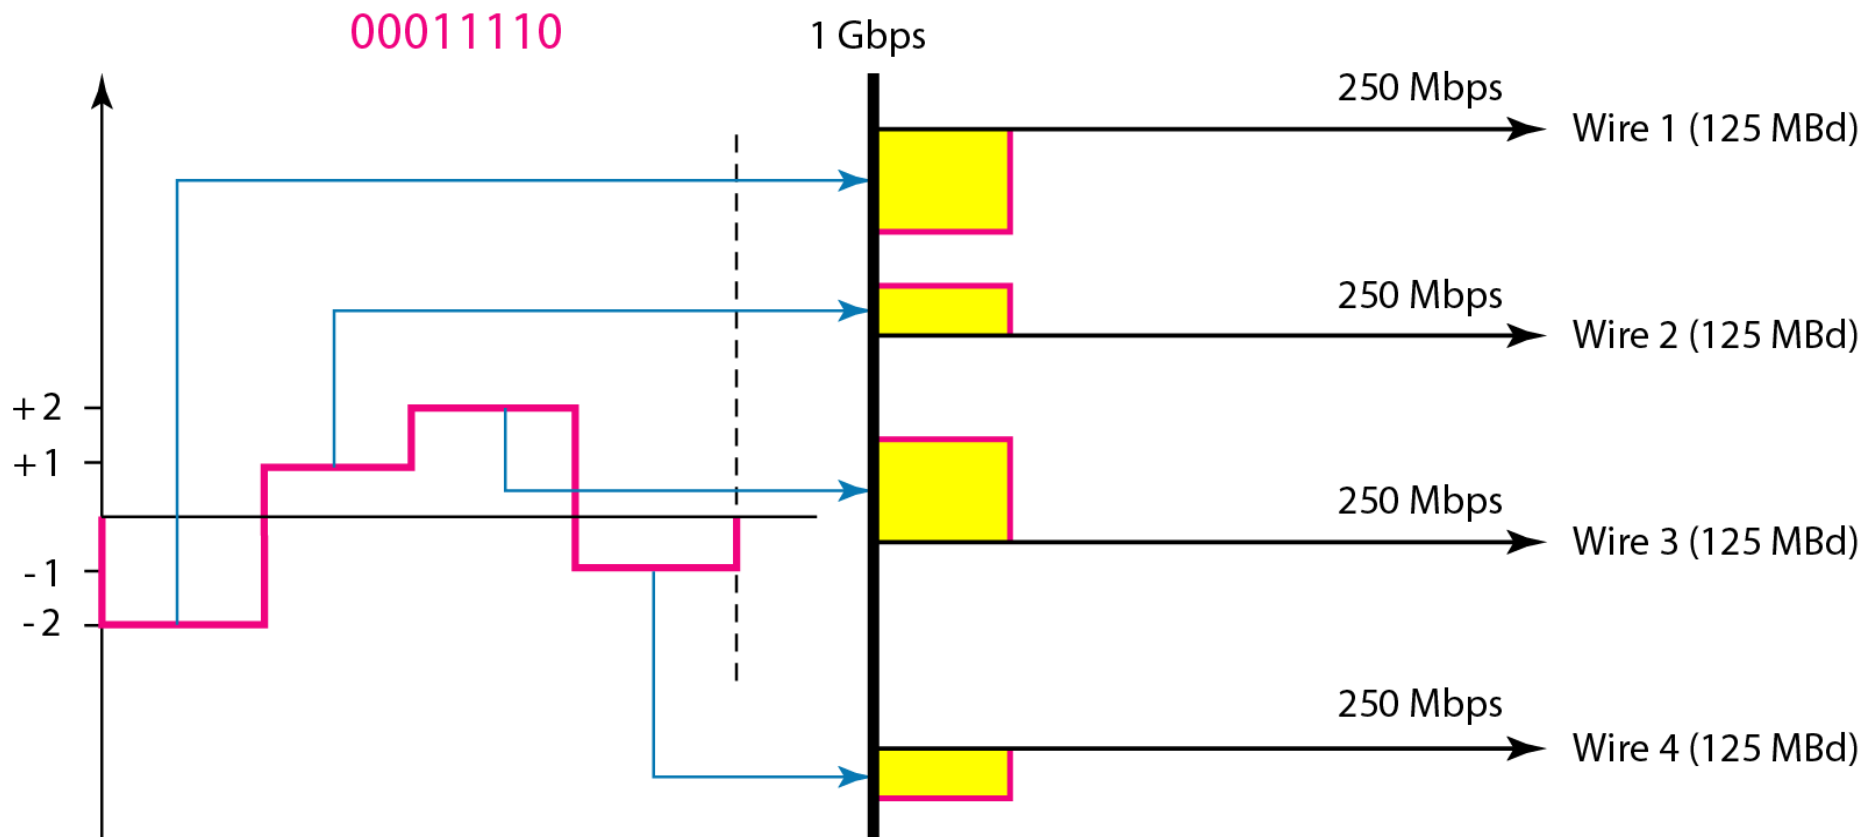 00011110
1 Gbps
250 Mbps
Wire 1 (125 MBd)
250 Mbps
Wire 2 (125 MBd)
+2
+1
250 Mbps
Wire 3 (125 MBd)
-1
-2
250 Mbps
Wire 4 (125 MBd)